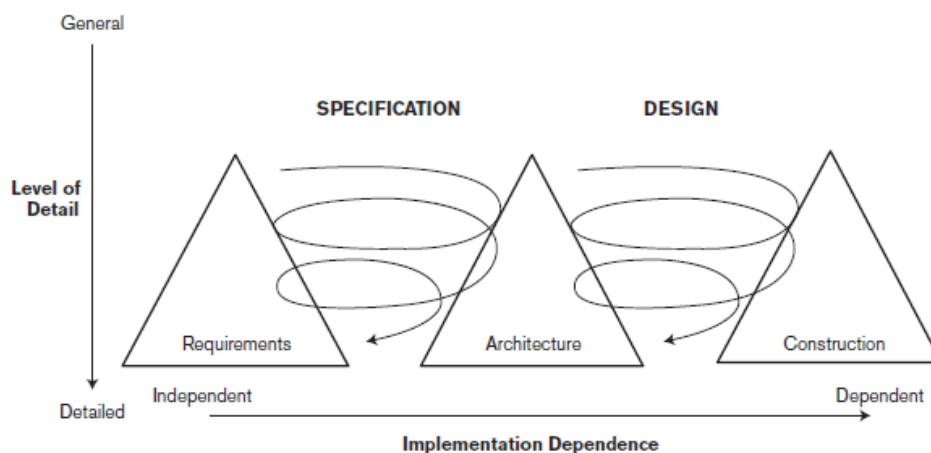 General
SPECIFICATION
DESIGN
Level of
Detail
Requirements
Architecture
Construction
Independent
Dependent
Detailed
Implementation Dependence